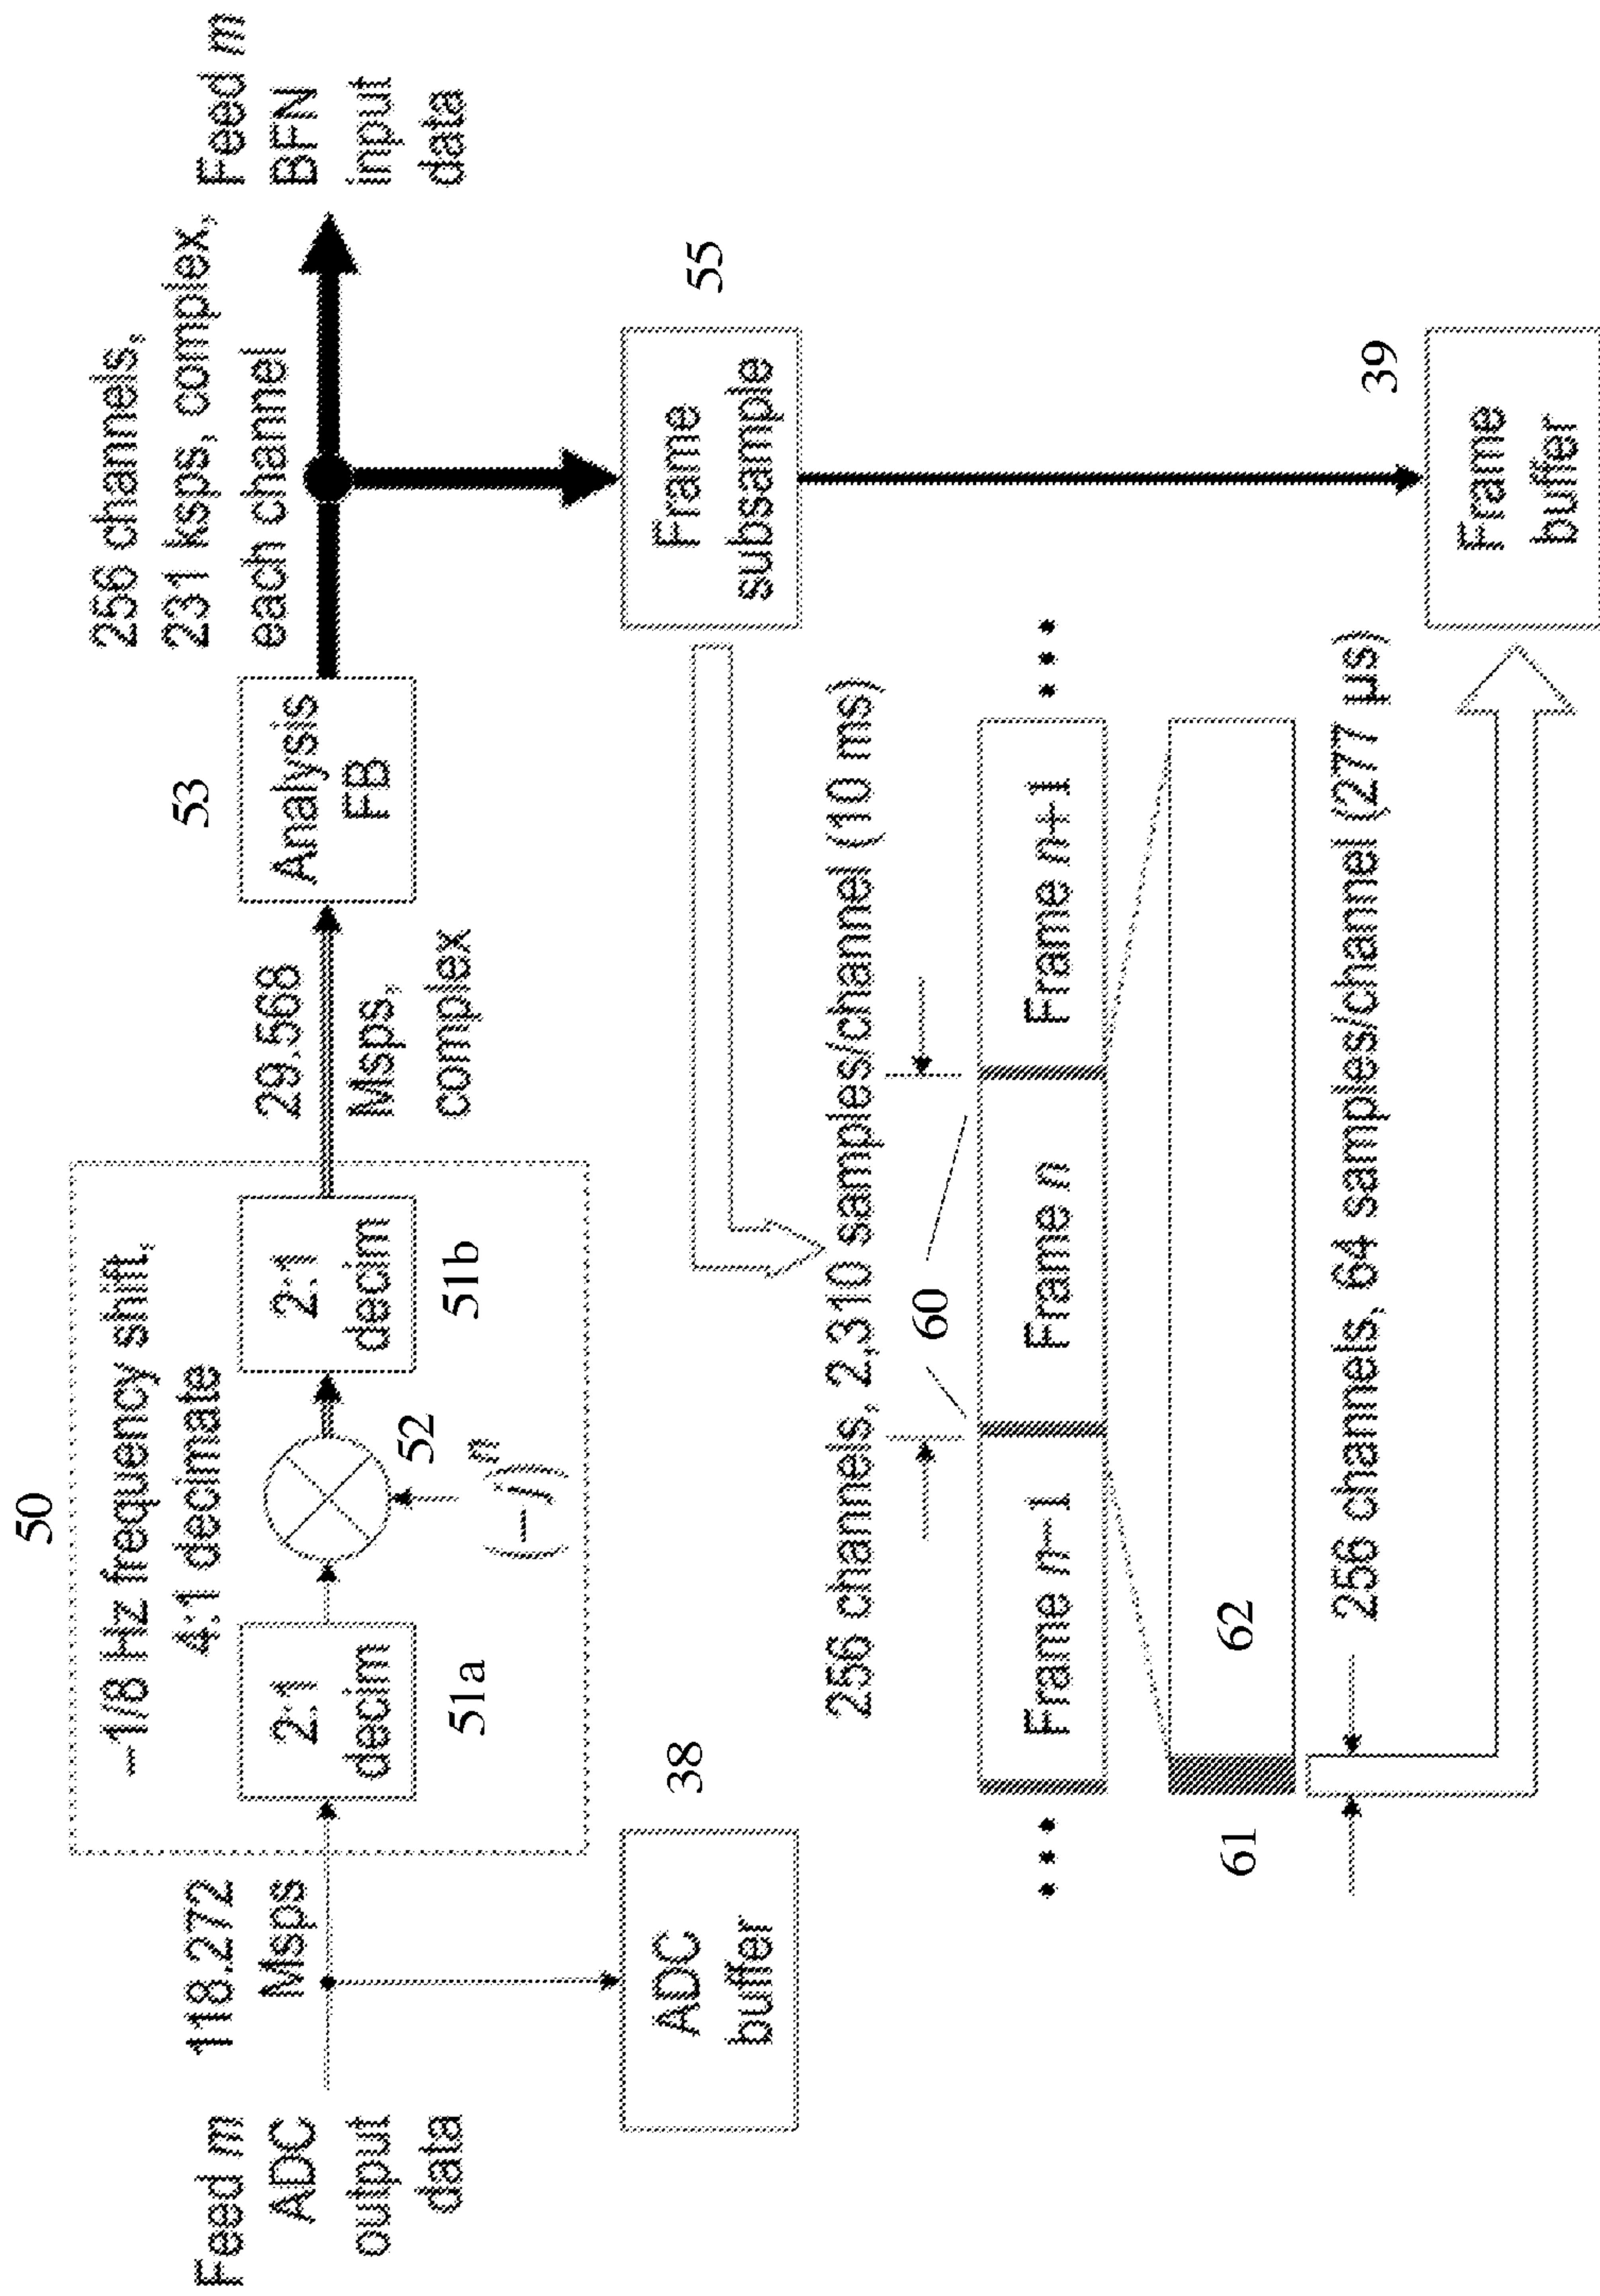 50
–1/8 Hz frequency shift,
4:1 decimate
256 channels,
231 ksps, complex,
each channel
Feed m
ADC
output
data
118.272
Msps
2:1
decim
51a
52
(–j)ⁿ
2:1
decim
51b
29.568
Msps,
complex
53
Analysis
FB
Feed m
BFN
input
data
38
ADC
buffer
55
Frame
subsample
256 channels, 2,310 samples/channel (10 ms)
60
Frame n–1
Frame n
Frame n+1
61
62
256 channels, 64 samples/channel (277 µs)
39
Frame
buffer